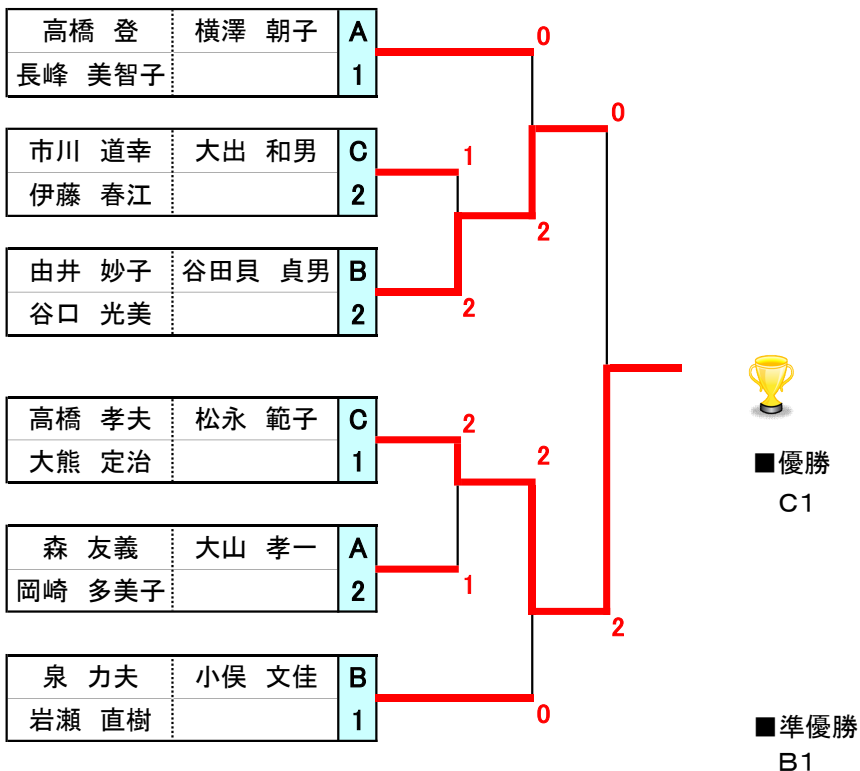 高橋 登 横澤 朝子 A
長峰 美智子 1
0
0
市川 道幸 大出 和男 C
伊藤 春江 2
1
2
由井 妙子 谷田貝 貞男 B
谷口 光美 2
2
高橋 孝夫 松永 範子 C
大熊 定治 1
2
2
■優勝
C1
森 友義 大山 孝一 A
岡崎 多美子 2
1
2
泉 力夫 小俣 文佳 B
岩瀬 直樹 1
0
■準優勝
B1